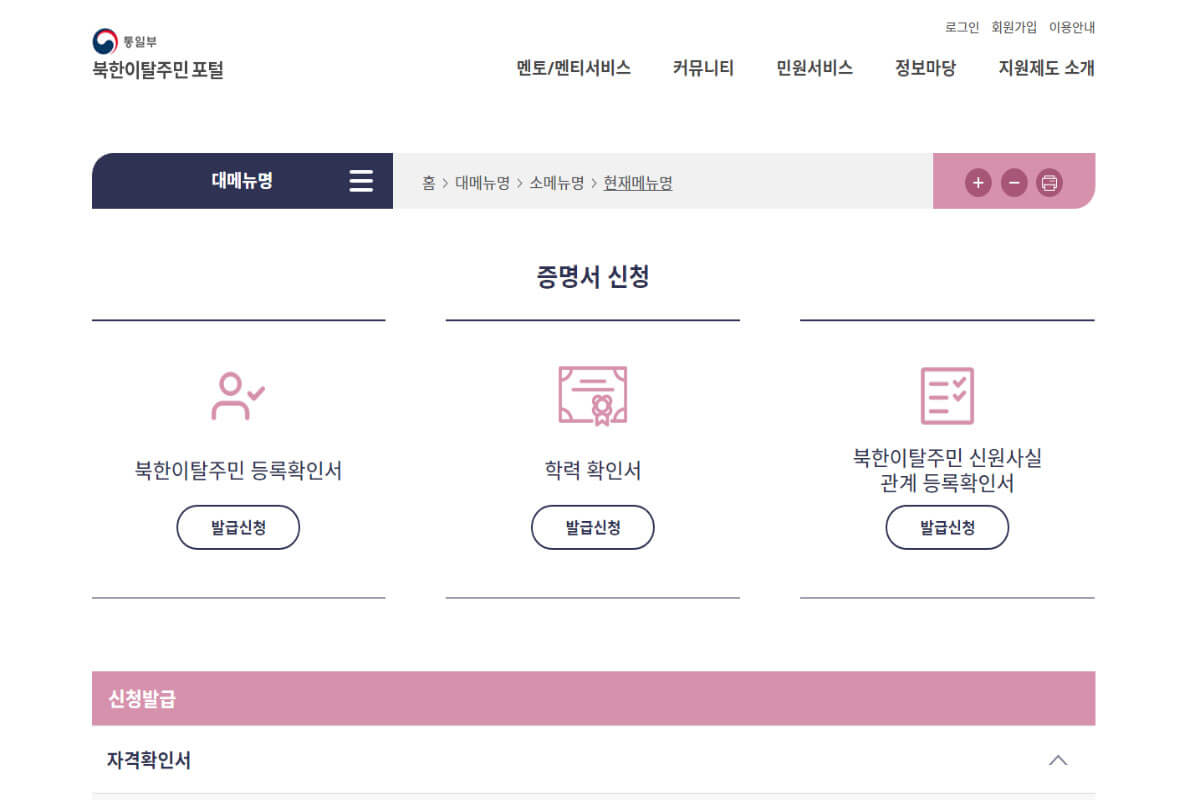 로그인 회원가입 이용안내
통일부
북한이탈주민 포털
멘토/멘티서비스 커뮤니티 민원서비스 정보마당 지원제도 소개
대메뉴명
홈 > 대메뉴명 > 소메뉴명 > 현재메뉴명
증명서 신청
북한이탈주민 등록확인서
발급신청
학력 확인서
발급신청
북한이탈주민 신원사실
관계 등록확인서
발급신청
신청발급
자격확인서